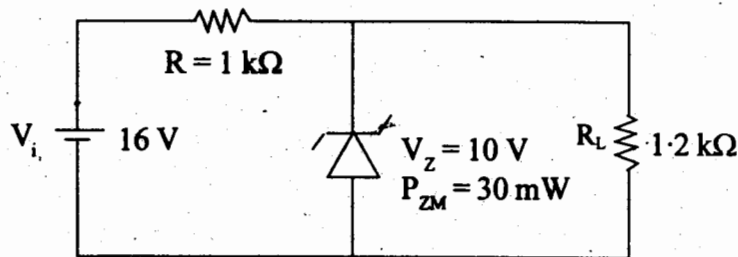 R = 1 kΩ
V_i
16 V
V_Z = 10 V
P_ZM = 30 mW
R_L
1·2 kΩ